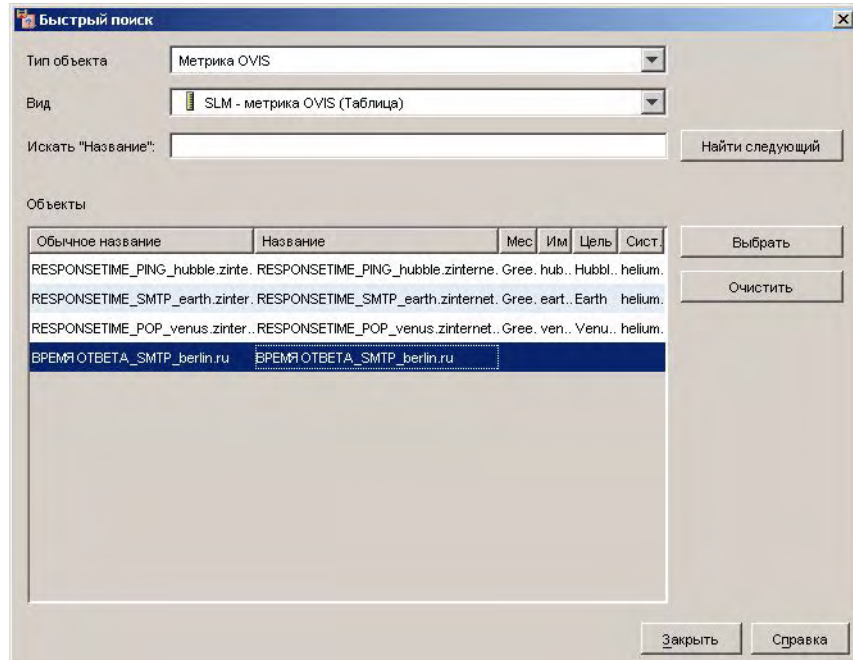 Быстрый поиск
Тип объекта Метрика OVIS
Вид SLM - метрика OVIS (Таблица)
Искать "Название": Найти следующий
Объекты
Обычное название Название Мес Им Цель Сист. Выбрать
RESPONSETIME_PING_hubble.zinte. RESPONSETIME_PING_hubble.zinterne. Gree. hub.. Hubbl.. helium.
Очистить
RESPONSETIME_SMTP_earth.zinter. RESPONSETIME_SMTP_earth.zinternet. Gree. eart.. Earth helium.
RESPONSETIME_POP_venus.zinter.. RESPONSETIME_POP_venus.zinternet.. Gree. ven.. Venu.. helium.
ВРЕМЯ ОТВЕТА_SMTP_berlin.ru ВРЕМЯ ОТВЕТА_SMTP_berlin.ru
Закрыть Справка